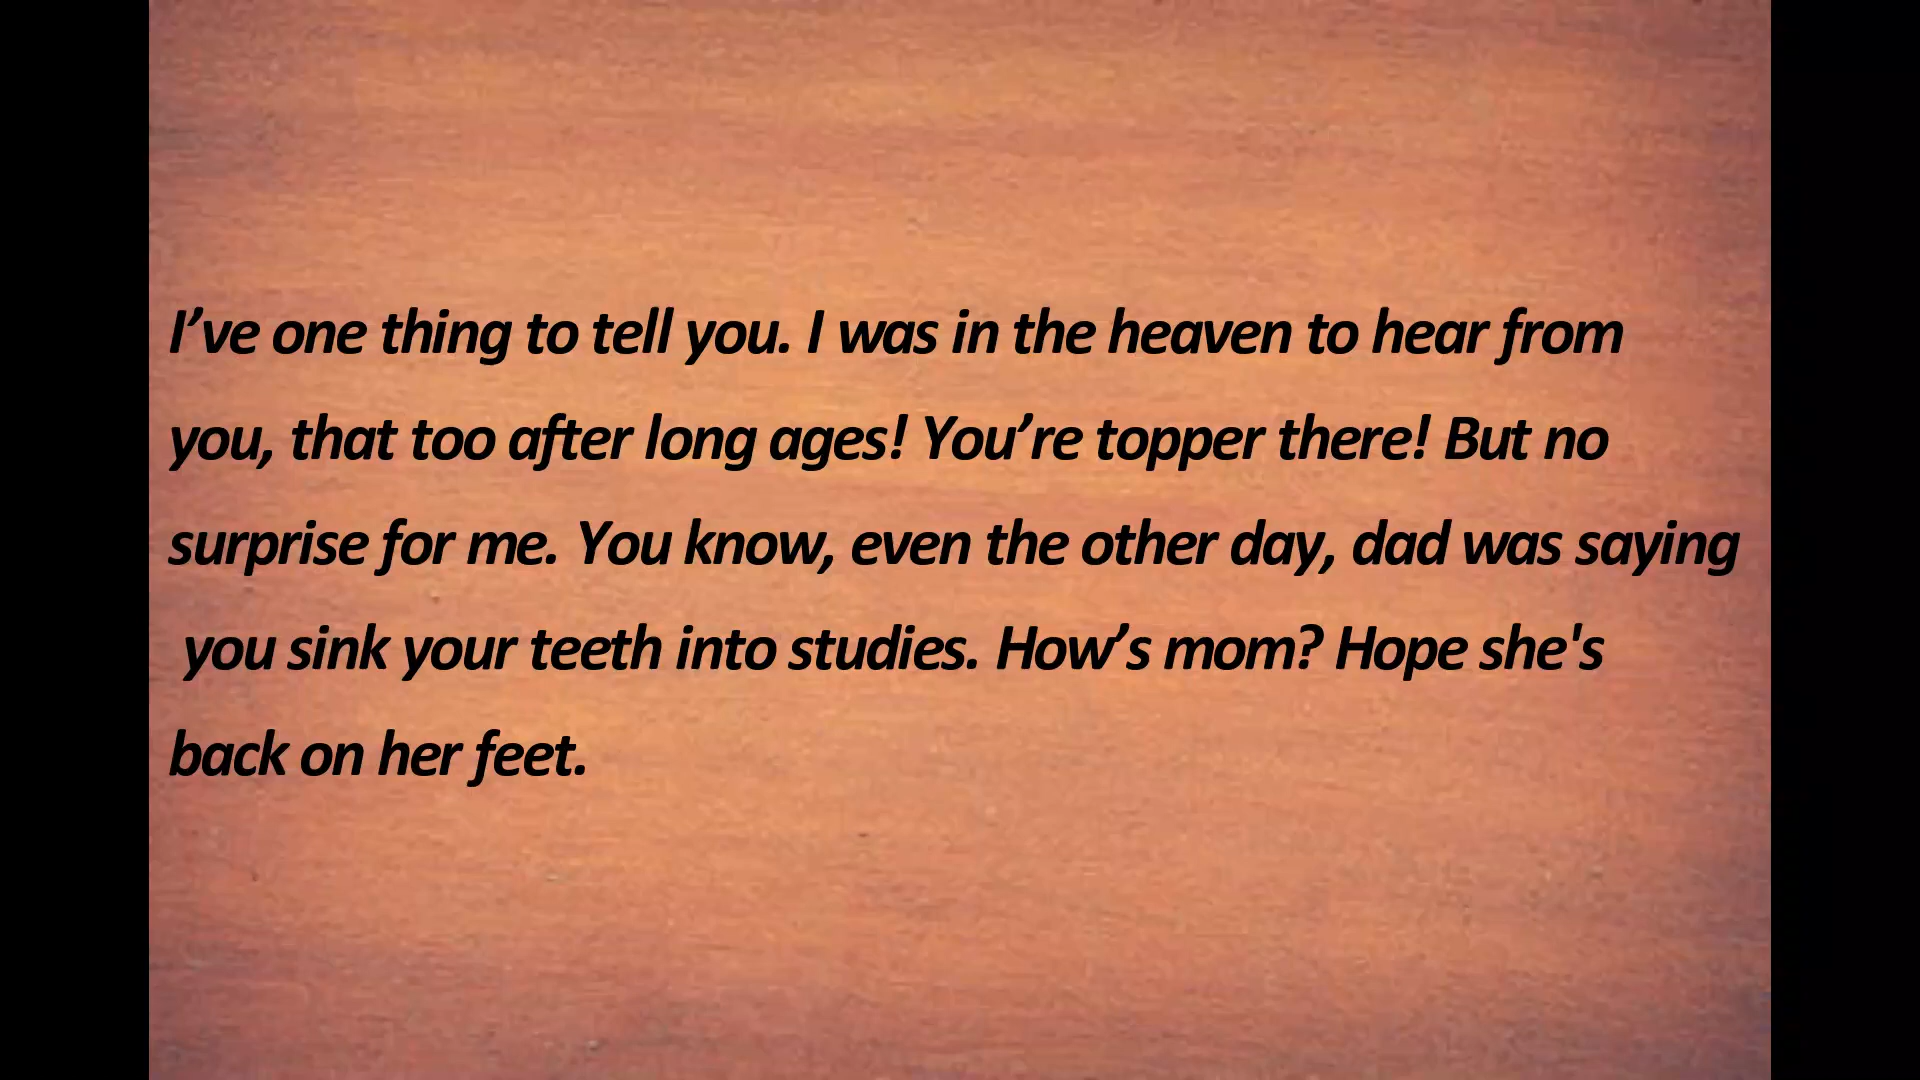 I’ve one thing to tell you. I was in the heaven to hear from
you, that too after long ages! You’re topper there! But no
surprise for me. You know, even the other day, dad was saying
you sink your teeth into studies. How’s mom? Hope she's
back on her feet.